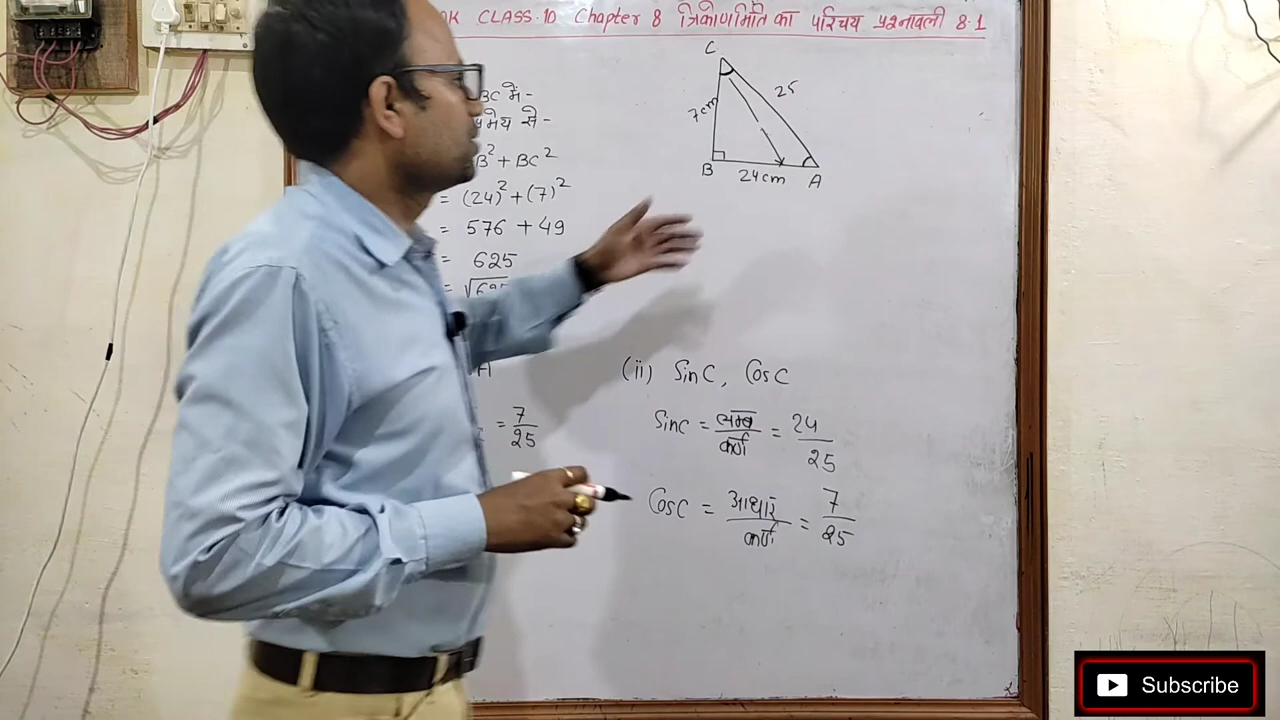 OK CLASS-10 Chapter 8 त्रिकोणमिति का परिचय प्रश्नावली 8.1
BC में-
मेय से-
B² + BC²
= (24)² + (7)²
= 576 + 49
= 625
= √625
C
7cm
25
B 24cm A
A
= 7/25
(ii) SinC, CosC
SinC = लम्ब/कर्ण = 24/25
CosC = आधार/कर्ण = 7/25
Subscribe